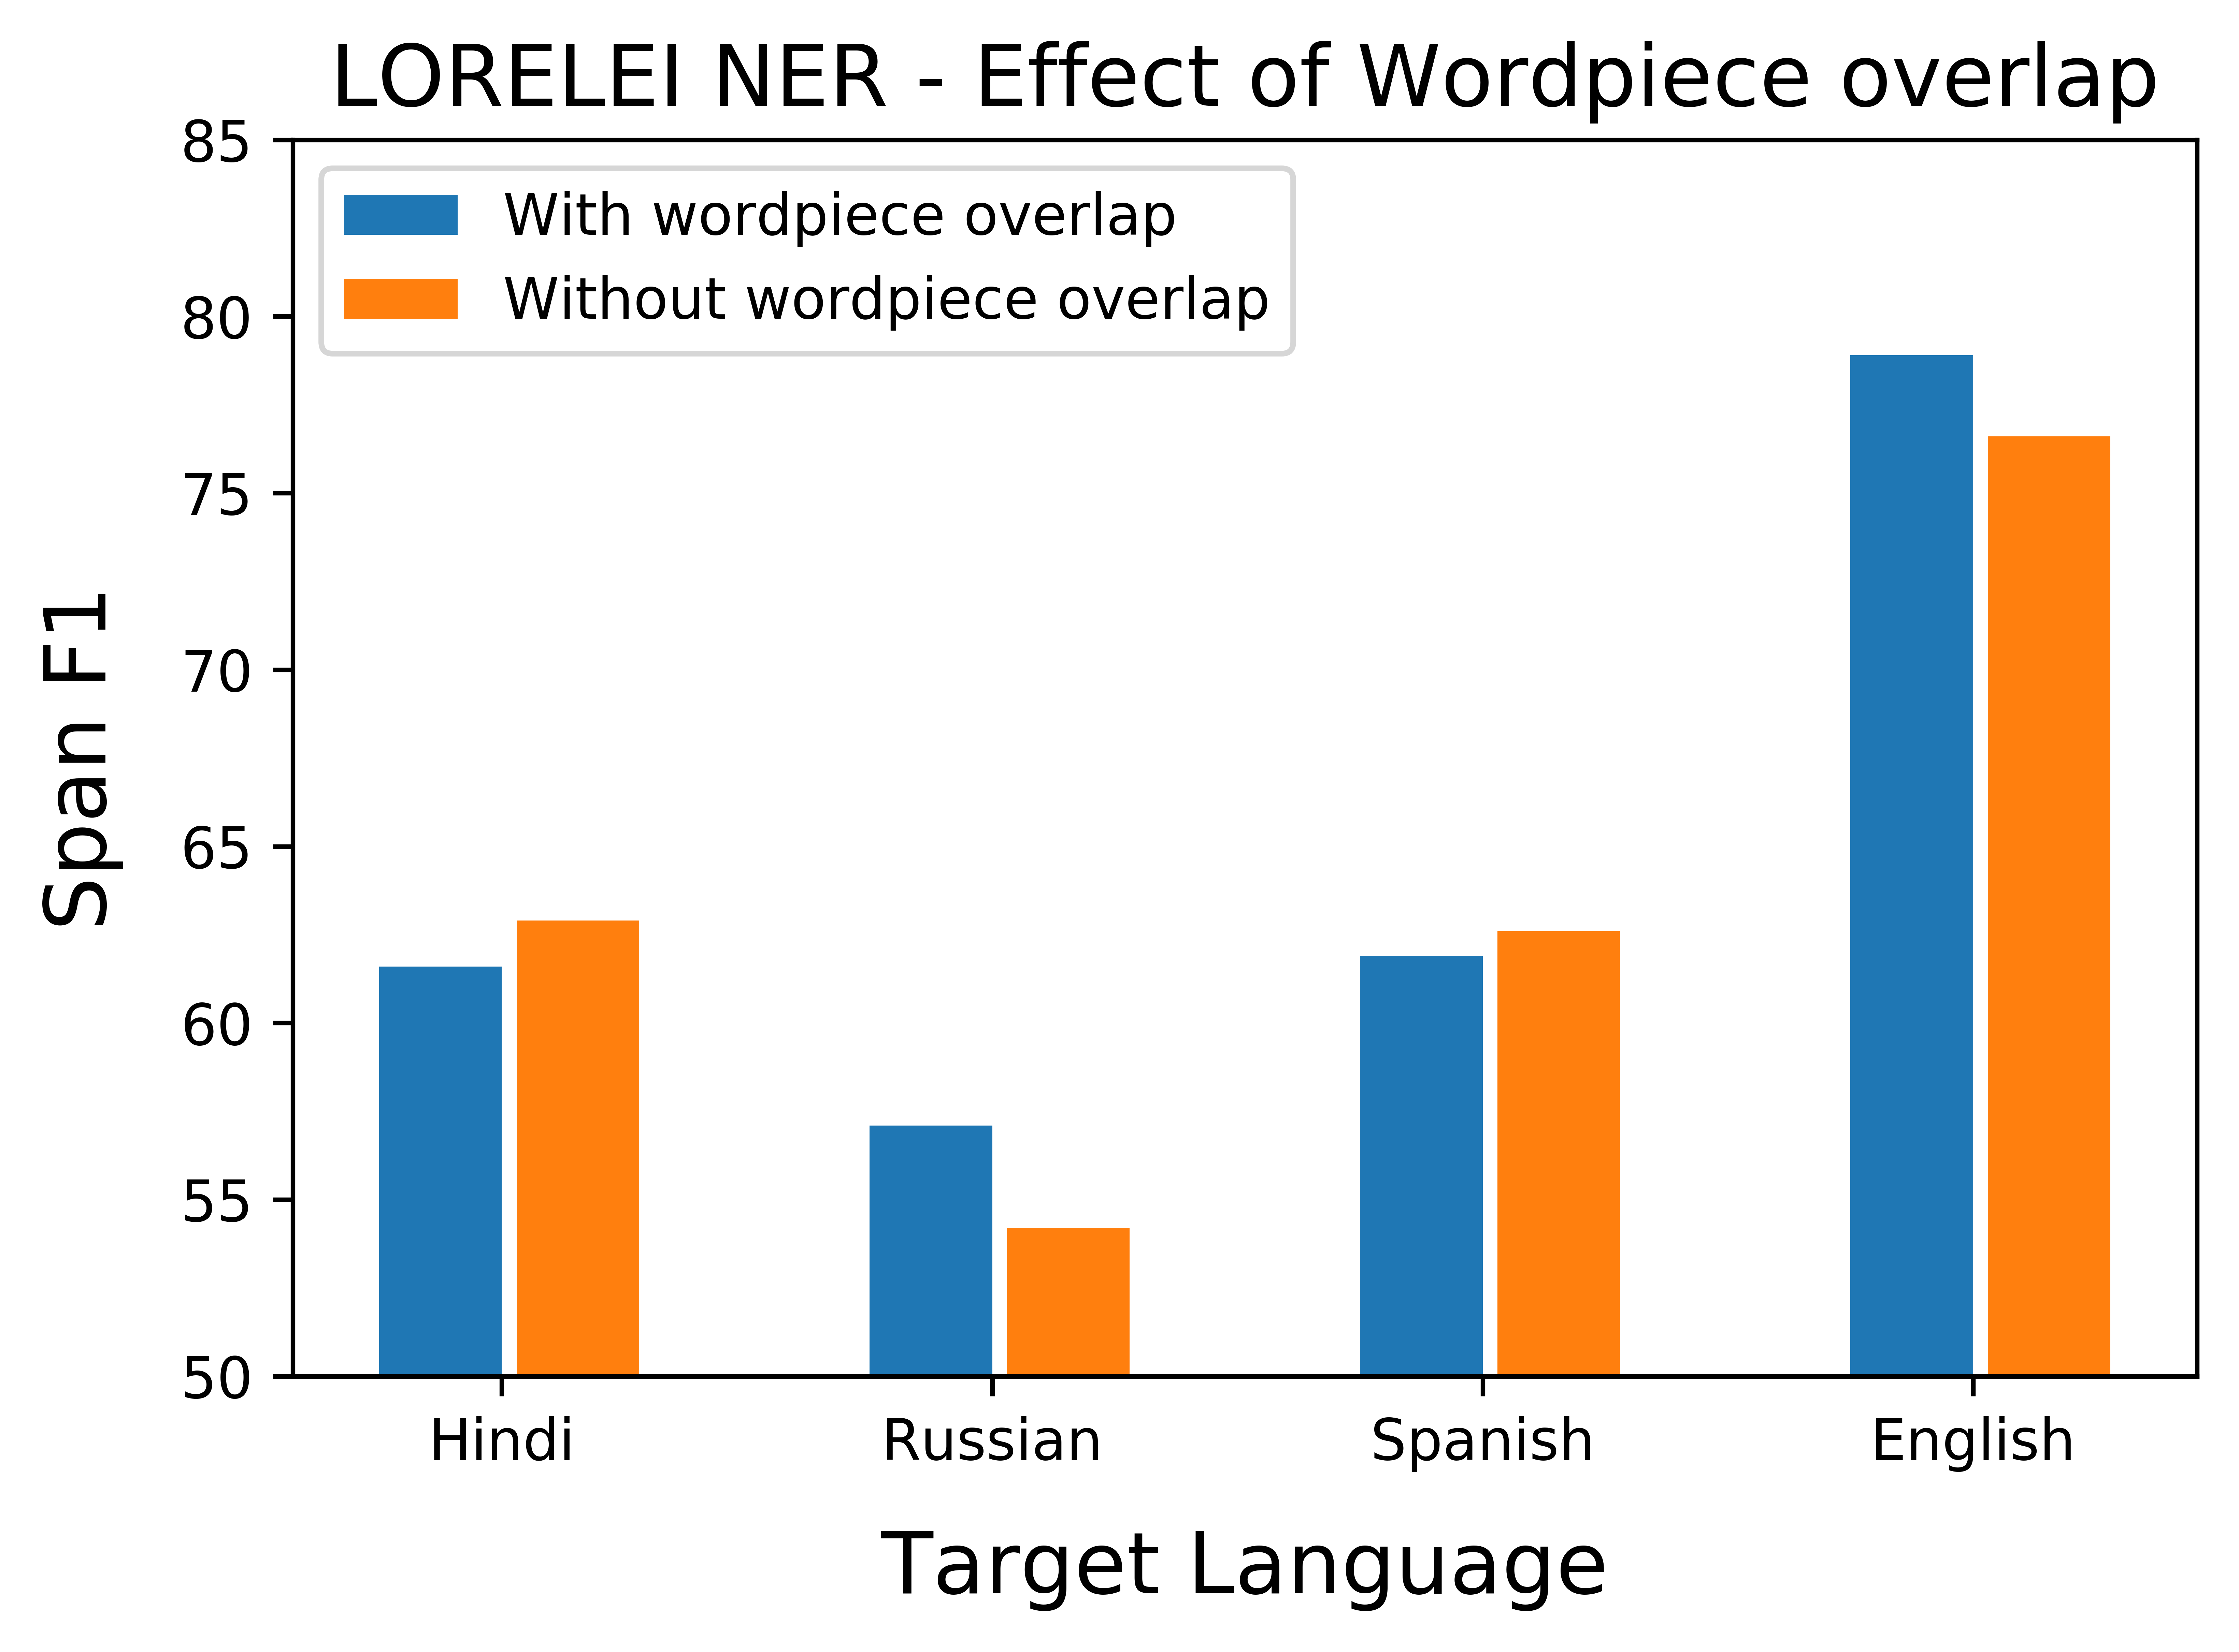 LORELEI NER - Effect of Wordpiece overlap
With wordpiece overlap
Without wordpiece overlap
Span F1
85
80
75
70
65
60
55
50
Hindi Russian Spanish English
Target Language